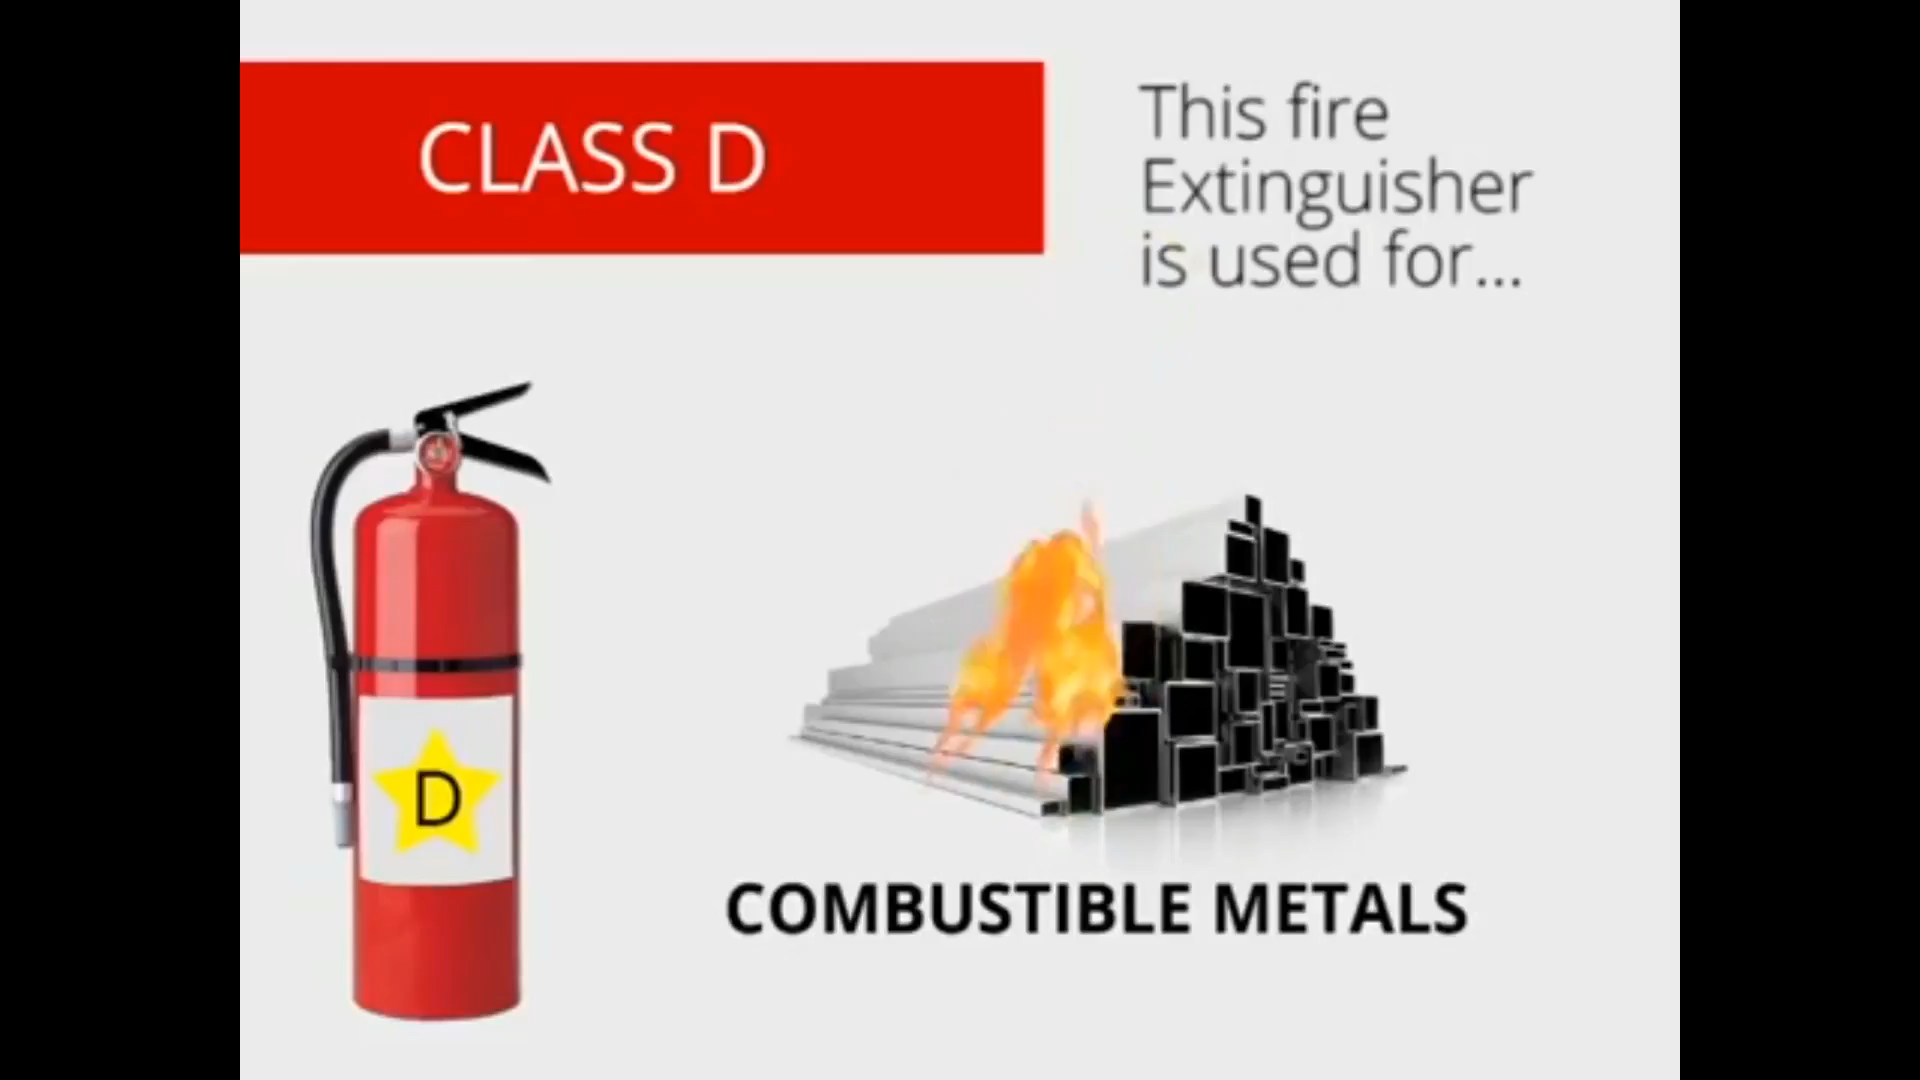 CLASS D
This fire
Extinguisher
is used for...
D
COMBUSTIBLE METALS